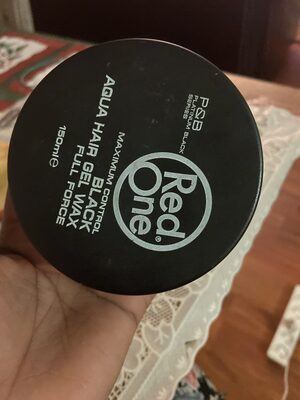 P&B
PLATINUM BLACK
SERIES
Red
One®
MAXIMUM CONTROL
BLACK
AQUA HAIR GEL WAX
FULL FORCE
150ml℮